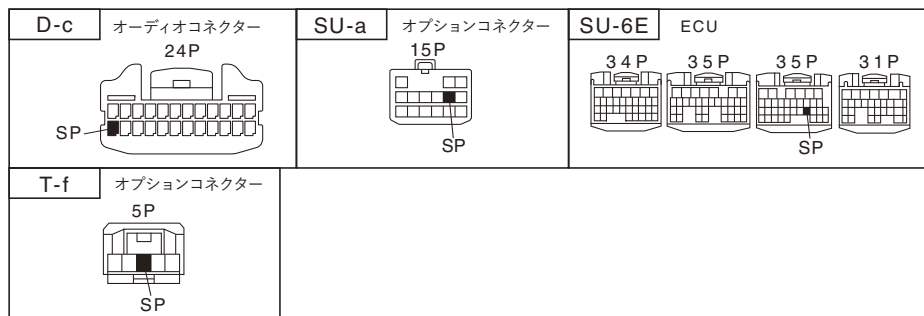 D-c オーディオコネクター
24P
SP
SU-a オプションコネクター
15P
SP
SU-6E ECU
34P 35P 35P 31P
SP
T-f オプションコネクター
5P
SP